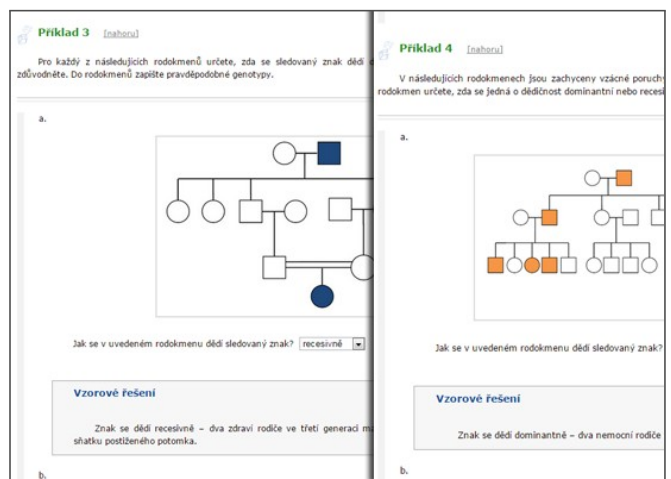 Příklad 3 [nahoru]
Pro každý z následujících rodokmenů určete, zda se sledovaný znak dědí d
zdůvodněte. Do rodokmenů zapište pravděpodobné genotypy.
a.
Jak se v uvedeném rodokmenu dědí sledovaný znak? recesivně
Vzorové řešení
Znak se dědí recesivně – dva zdraví rodiče ve třetí generaci ma
sňatku postiženého potomka.
b.
Příklad 4 [nahoru]
V následujících rodokmenech jsou zachyceny vzácné poruchy
rodokmen určete, zda se jedná o dědičnost dominantní nebo recesi
a.
Jak se v uvedeném rodokmenu dědí sledovaný znak?
Vzorové řešení
Znak se dědí dominantně – dva nemocní rodiče
b.